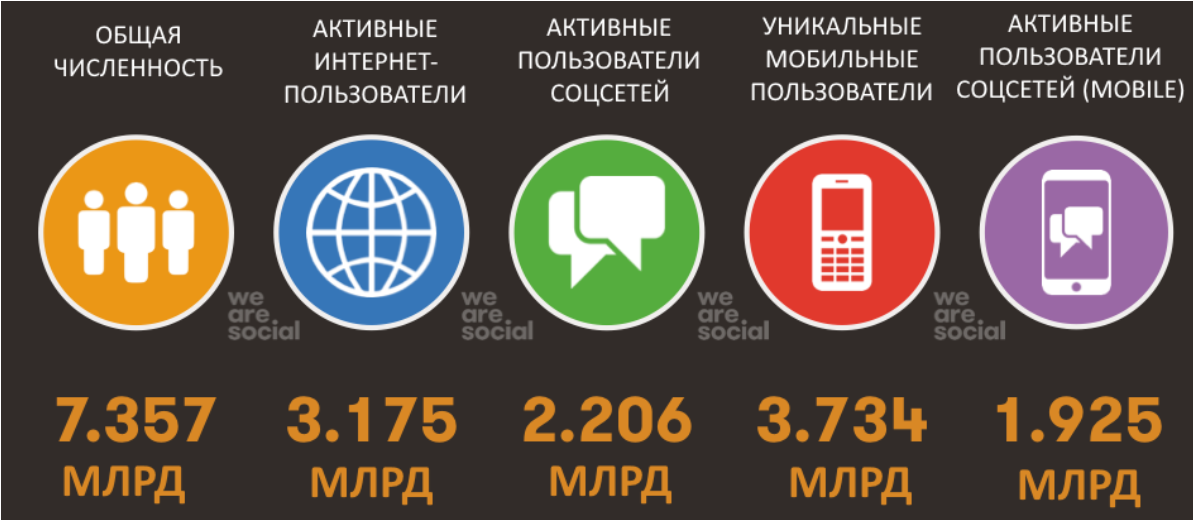 ОБЩАЯ
ЧИСЛЕННОСТЬ
АКТИВНЫЕ
ИНТЕРНЕТ-
ПОЛЬЗОВАТЕЛИ
АКТИВНЫЕ
ПОЛЬЗОВАТЕЛИ
СОЦСЕТЕЙ
УНИКАЛЬНЫЕ
МОБИЛЬНЫЕ
ПОЛЬЗОВАТЕЛИ
АКТИВНЫЕ
ПОЛЬЗОВАТЕЛИ
СОЦСЕТЕЙ (MOBILE)
we
are
social
we
are
social
we
are
social
we
are
social
7.357
МЛРД
3.175
МЛРД
2.206
МЛРД
3.734
МЛРД
1.925
МЛРД